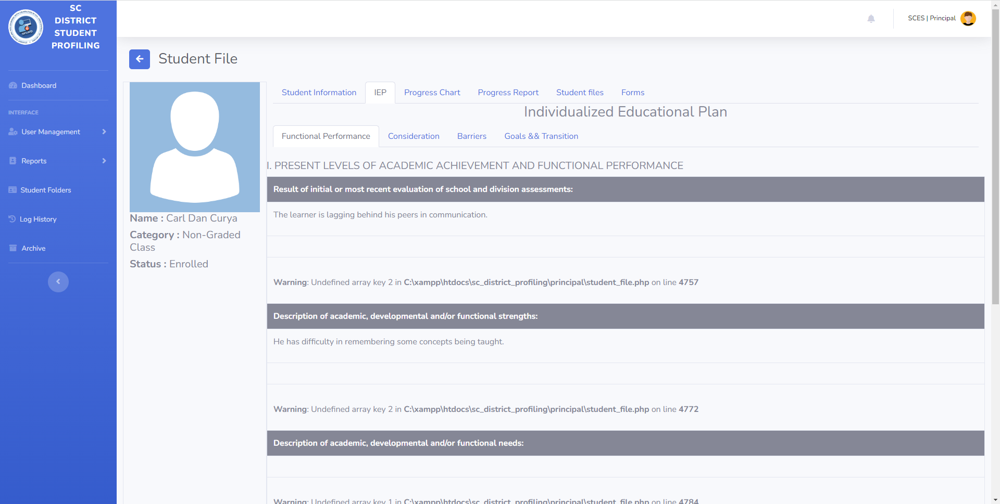 SC
DISTRICT
STUDENT
PROFILING
SCES | Principal
Dashboard
INTERFACE
User Management
Reports
Student Folders
Log History
Archive
Student File
Name : Carl Dan Curya
Category : Non-Graded
Class
Status : Enrolled
Student Information
IEP
Progress Chart
Progress Report
Student files
Forms
Individualized Educational Plan
Functional Performance
Consideration
Barriers
Goals && Transition
I. PRESENT LEVELS OF ACADEMIC ACHIEVEMENT AND FUNCTIONAL PERFORMANCE
Result of initial or most recent evaluation of school and division assessments:
The learner is lagging behind his peers in communication.
Warning: Undefined array key 2 in C:\xampp\htdocs\sc_district_profiling\principal\student_file.php on line 4757
Description of academic, developmental and/or functional strengths:
He has difficulty in remembering some concepts being taught.
Warning: Undefined array key 2 in C:\xampp\htdocs\sc_district_profiling\principal\student_file.php on line 4772
Description of academic, developmental and/or functional needs:
Warning: Undefined array key 1 in C:\xampp\htdocs\sc_district_profiling\principal\student_file.php on line 4784